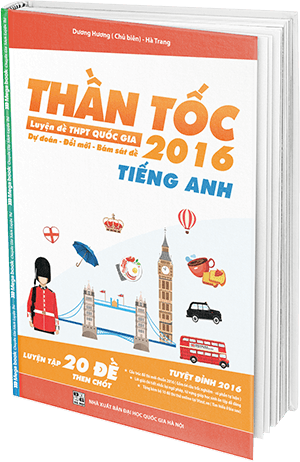 Dương Hương ( Chủ biên) - Hà Trang
THẦN TỐC
Luyện đề THPT QUỐC GIA
Dự đoán - Đổi mới - Bám sát đề
2016
TIẾNG ANH
LUYỆN TẬP 20 ĐỀ
THEN CHỐT
TUYỆT ĐỈNH 2016
NHÀ XUẤT BẢN ĐẠI HỌC QUỐC GIA HÀ NỘI
Megabook